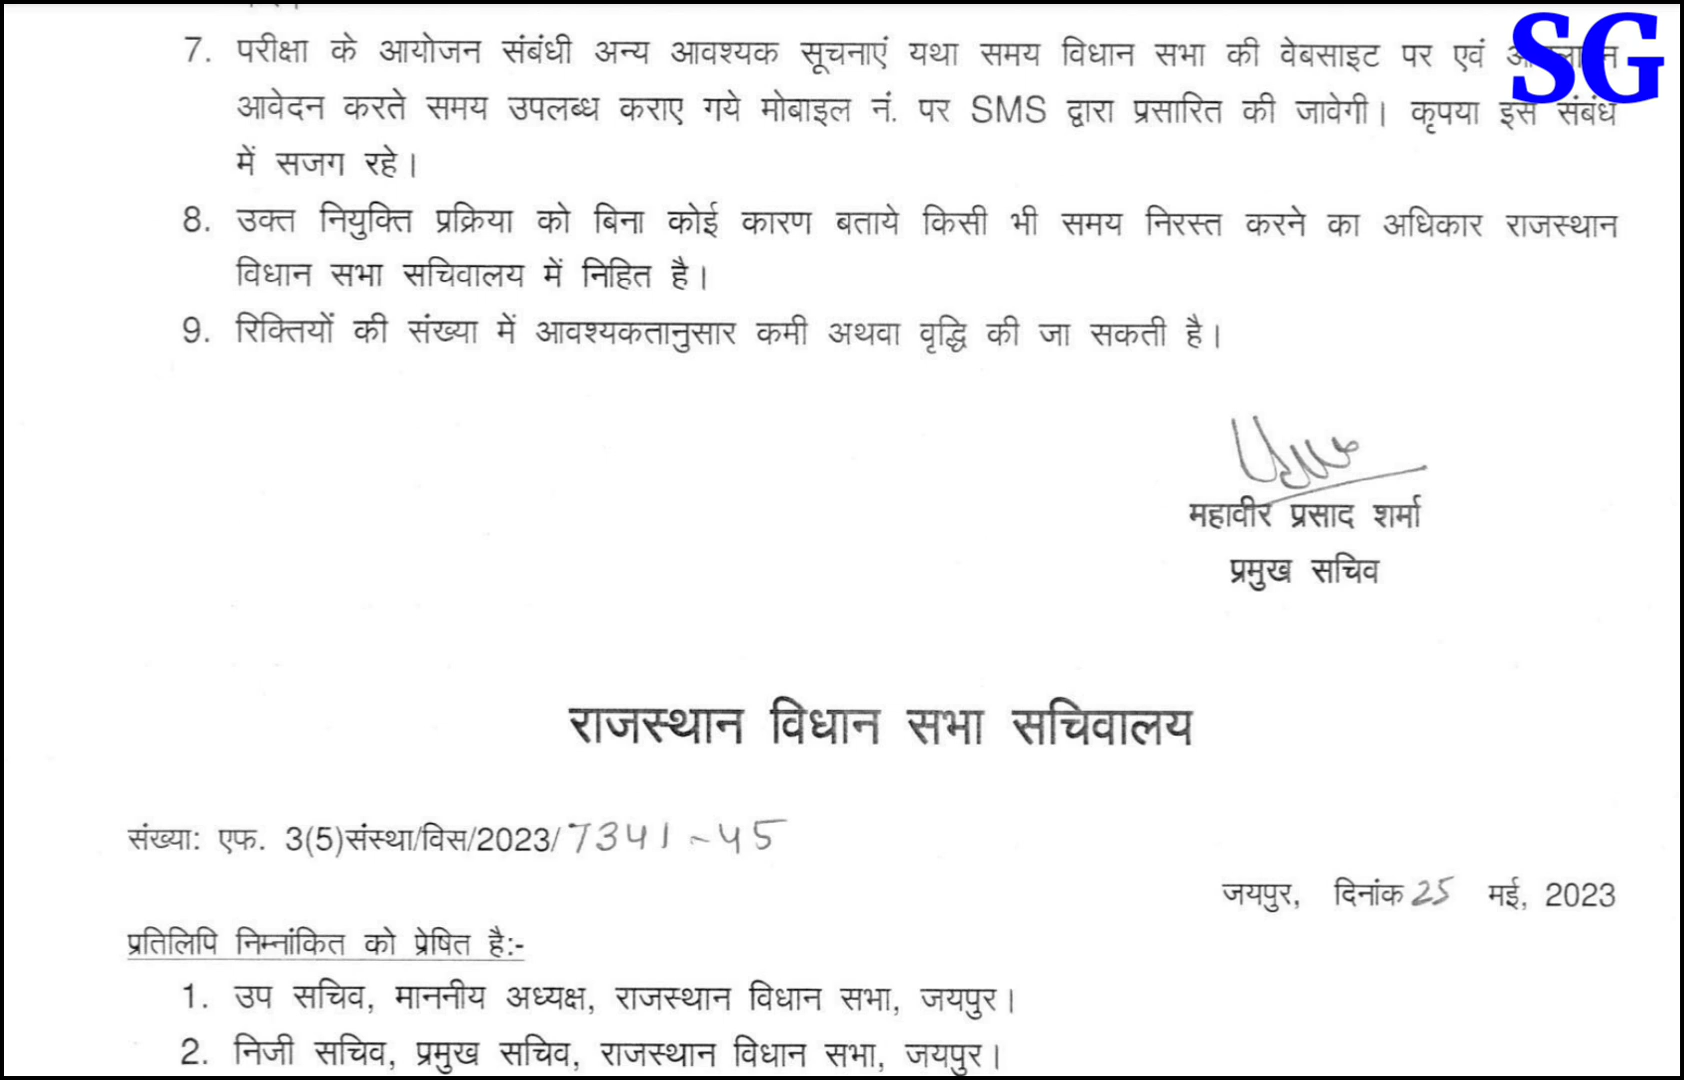 7. परीक्षा के आयोजन संबंधी अन्य आवश्यक सूचनाएं यथा समय विधान सभा की वेबसाइट पर एवं
SG
आवेदन करते समय उपलब्ध कराए गये मोबाइल नं. पर SMS द्वारा प्रसारित की जावेगी। कृपया इस संबंध
में सजग रहे।
8. उक्त नियुक्ति प्रक्रिया को बिना कोई कारण बताये किसी भी समय निरस्त करने का अधिकार राजस्थान
विधान सभा सचिवालय में निहित है।
9. रिक्तियों की संख्या में आवश्यकतानुसार कमी अथवा वृद्धि की जा सकती है।
महावीर प्रसाद शर्मा
प्रमुख सचिव
राजस्थान विधान सभा सचिवालय
संख्या: एफ. 3(5)संस्था/विस/2023/7341-45
जयपुर, दिनांक 25 मई, 2023
प्रतिलिपि निम्नांकित को प्रेषित है:-
1. उप सचिव, माननीय अध्यक्ष, राजस्थान विधान सभा, जयपुर।
2. निजी सचिव, प्रमुख सचिव, राजस्थान विधान सभा, जयपुर।